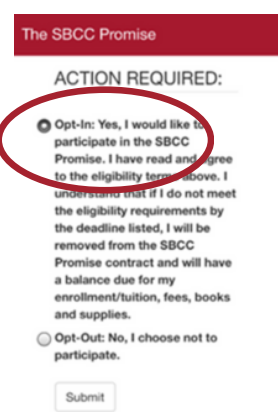 The SBCC Promise
ACTION REQUIRED:
Opt-In: Yes, I would like to
participate in the SBCC
Promise. I have read and agree
to the eligibility terms above. I
understand that if I do not meet
the eligibility requirements by
the deadline listed, I will be
removed from the SBCC
Promise contract and will have
a balance due for my
enrollment/tuition, fees, books
and supplies.
Opt-Out: No, I choose not to
participate.
Submit